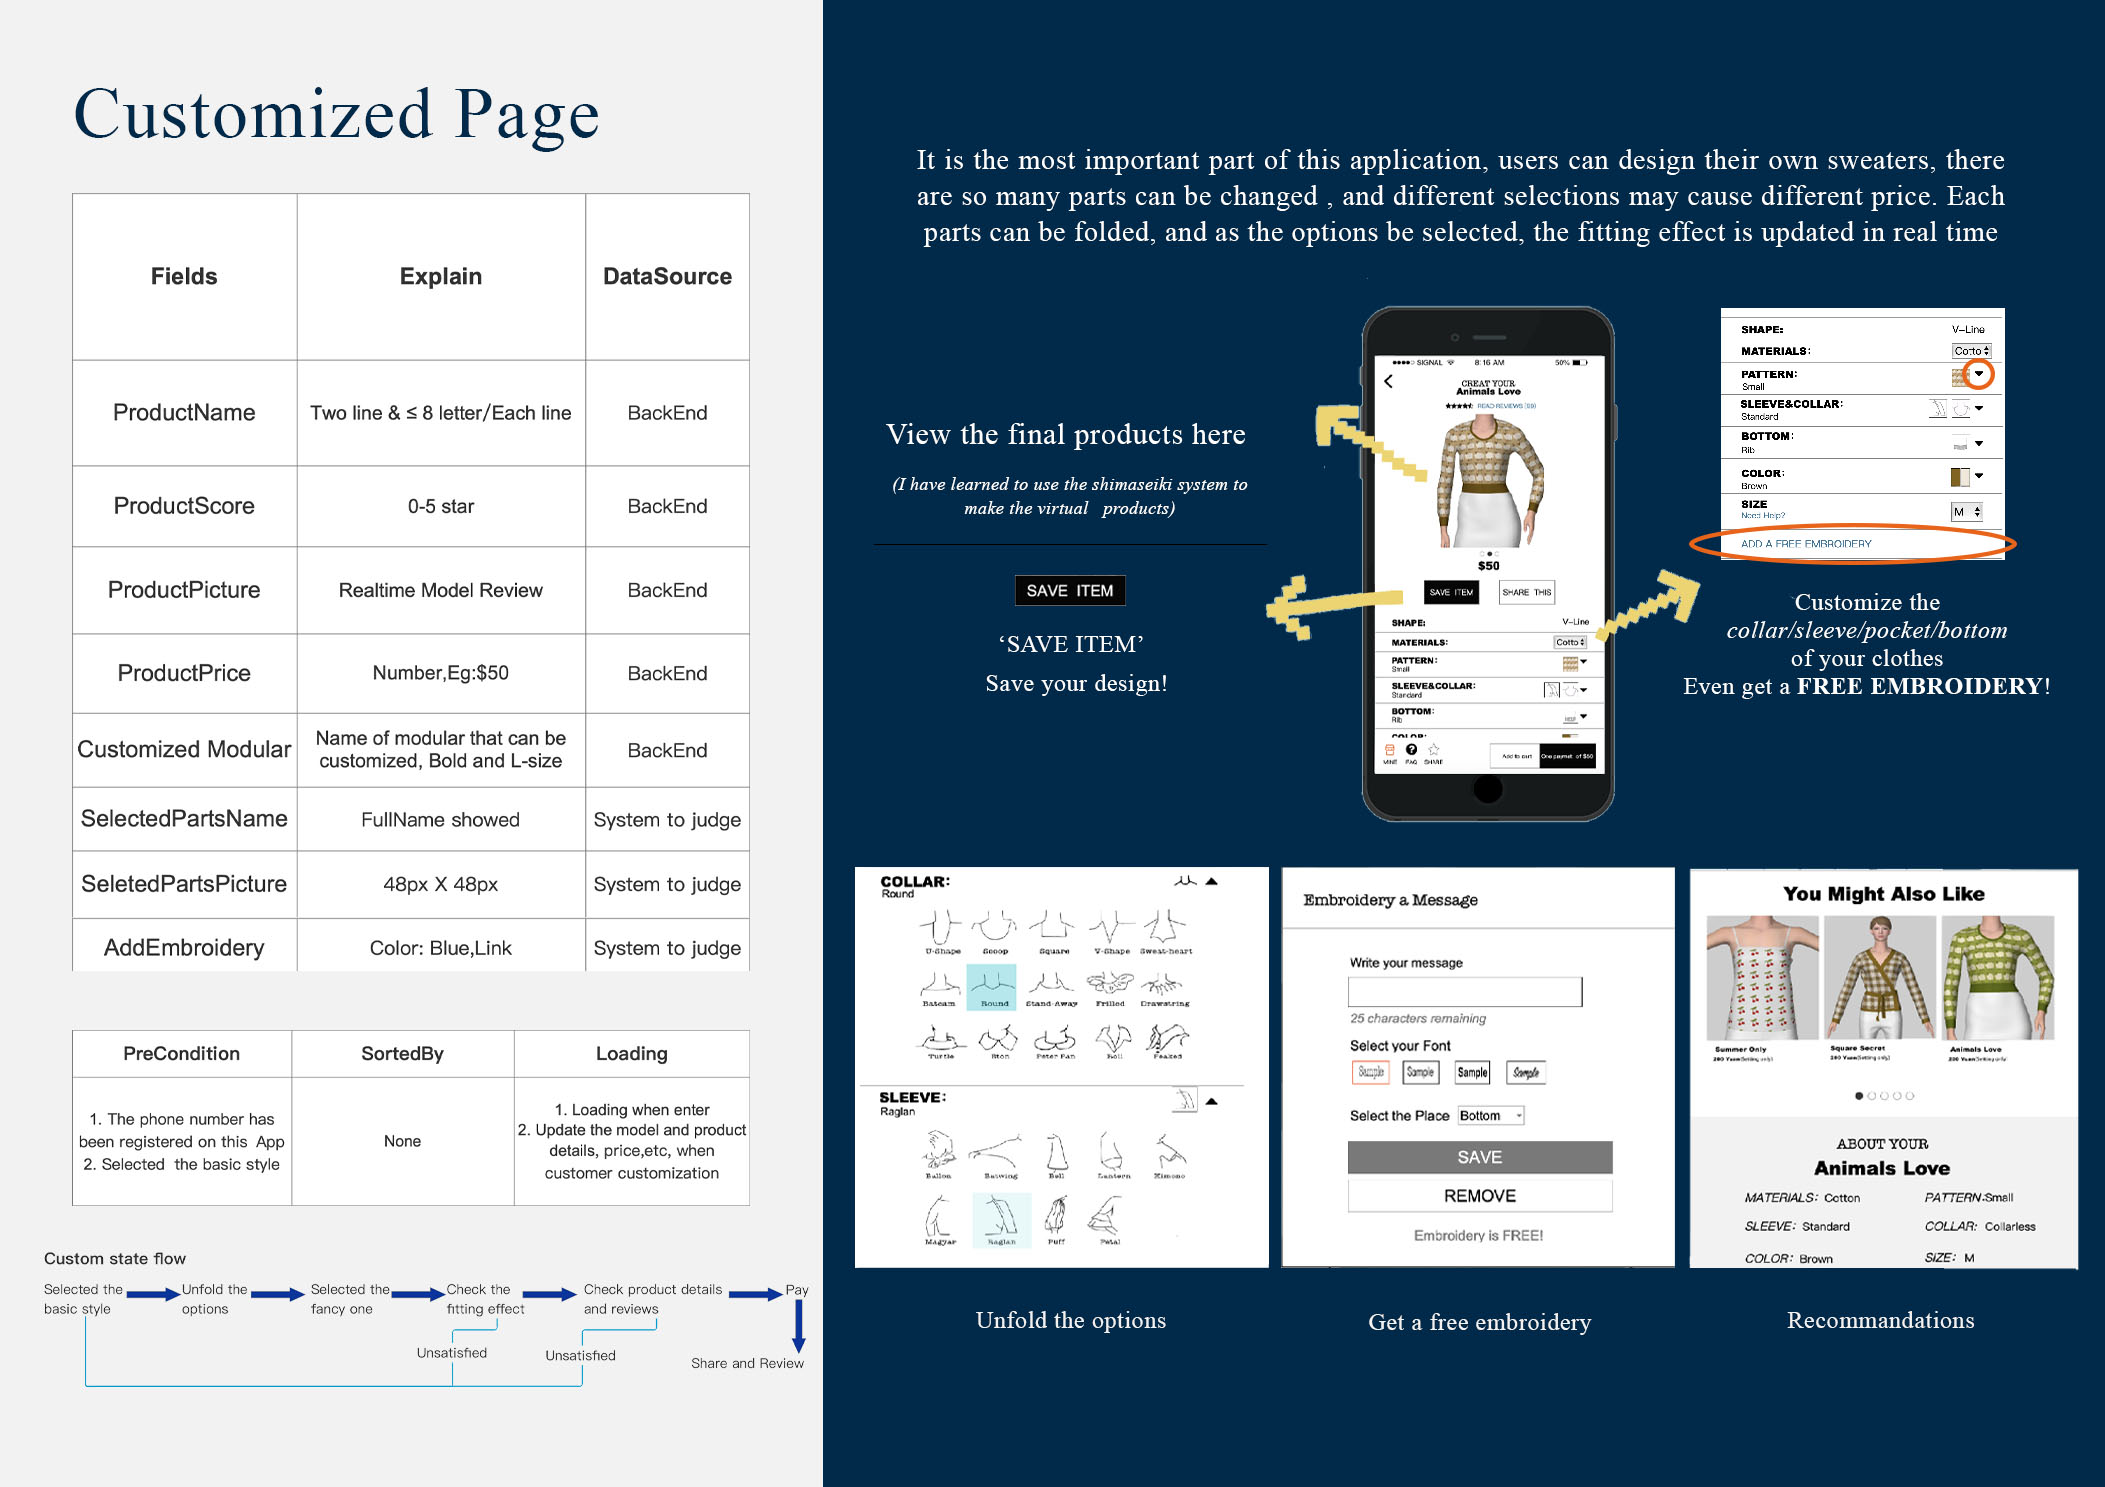 Customized Page
Fields
Explain
DataSource
ProductName
Two line & ≤ 8 letter/Each line
BackEnd
ProductScore
0-5 star
BackEnd
ProductPicture
Realtime Model Review
BackEnd
ProductPrice
Number,Eg:$50
BackEnd
Customized Modular
Name of modular that can be
customized, Bold and L-size
BackEnd
SelectedPartsName
FullName showed
System to judge
SeletedPartsPicture
48px X 48px
System to judge
AddEmbroidery
Color: Blue,Link
System to judge
PreCondition
SortedBy
Loading
1. The phone number has
been registered on this App
2. Selected the basic style
None
1. Loading when enter
2. Update the model and product
details, price,etc, when
customer customization
Custom state flow
Selected the
basic style
Unfold the
options
Selected the
fancy one
Check the
fitting effect
Check product details
and reviews
Pay
Unsatisfied
Unsatisfied
Share and Review
It is the most important part of this application, users can design their own sweaters, there
are so many parts can be changed , and different selections may cause different price. Each
parts can be folded, and as the options be selected, the fitting effect is updated in real time
View the final products here
(I have learned to use the shimaseiki system to
make the virtual products)
SAVE ITEM
‘SAVE ITEM’
Save your design!
SIGNAL
8:16 AM
50%
CREAT YOUR
Animals Love
READ REVIEWS
$50
SAVE ITEM
SHARE THIS
SHAPE:
V-Line
MATERIALS:
Cotto
PATTERN:
Small
SLEEVE&COLLAR:
Standard
BOTTOM:
Rib
COLOR:
MINE
FAQ
SHARE
Add to cart
One paymet of $50
SHAPE:
V-Line
MATERIALS:
Cotto
PATTERN:
Small
SLEEVE&COLLAR:
Standard
BOTTOM:
Rib
COLOR:
Brown
SIZE
Need Help?
M
ADD A FREE EMBROIDERY
Customize the
collar/sleeve/pocket/bottom
of your clothes
Even get a FREE EMBROIDERY!
COLLAR:
Round
U-Shape
Scoop
Square
V-Shape
Sweat-heart
Bateam
Round
Stand-Away
Frilled
Drawstring
Turtle
Eton
Peter Pan
Roll
Peaked
SLEEVE:
Raglan
Ballon
Batwing
Bell
Lantern
Kimono
Magyar
Raglan
Puff
Petal
Unfold the options
Embroidery a Message
Write your message
25 characters remaining
Select your Font
Sample
Sample
Sample
Sample
Select the Place
Bottom
SAVE
REMOVE
Embroidery is FREE!
Get a free embroidery
You Might Also Like
Summer Only
280 Yuan(Setting only)
Square Secret
280 Yuan(Setting only)
Animals Love
280 Yuan(Setting only)
ABOUT YOUR
Animals Love
MATERIALS: Cotton
PATTERN:Small
SLEEVE: Standard
COLLAR: Collarless
COLOR: Brown
SIZE: M
Recommandations